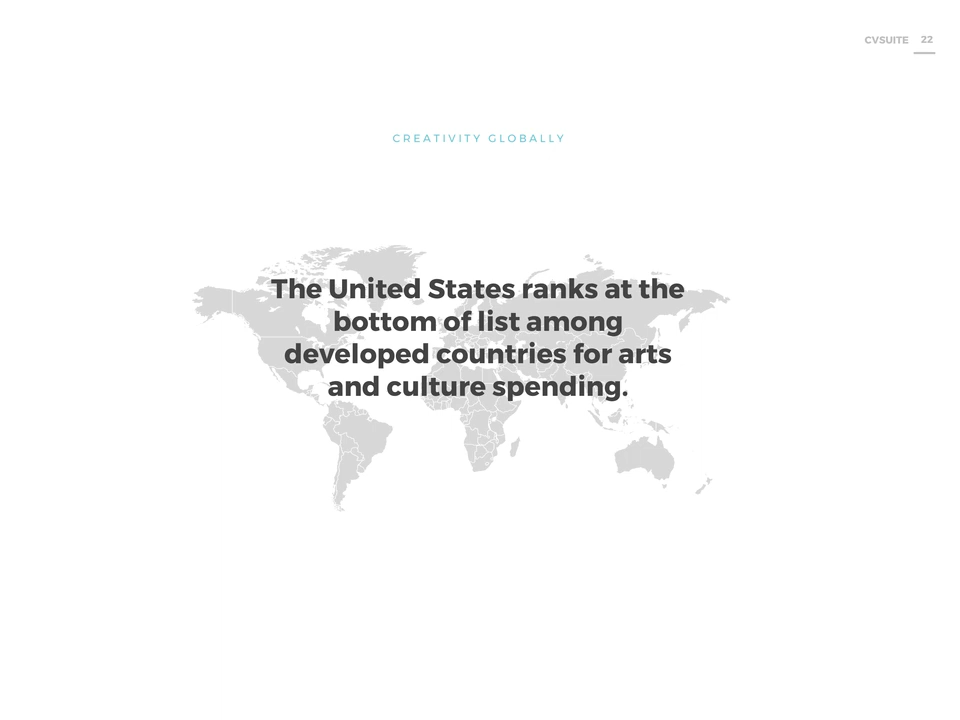 CVSUITE 22
CREATIVITY GLOBALLY
The United States ranks at the
bottom of list among
developed countries for arts
and culture spending.